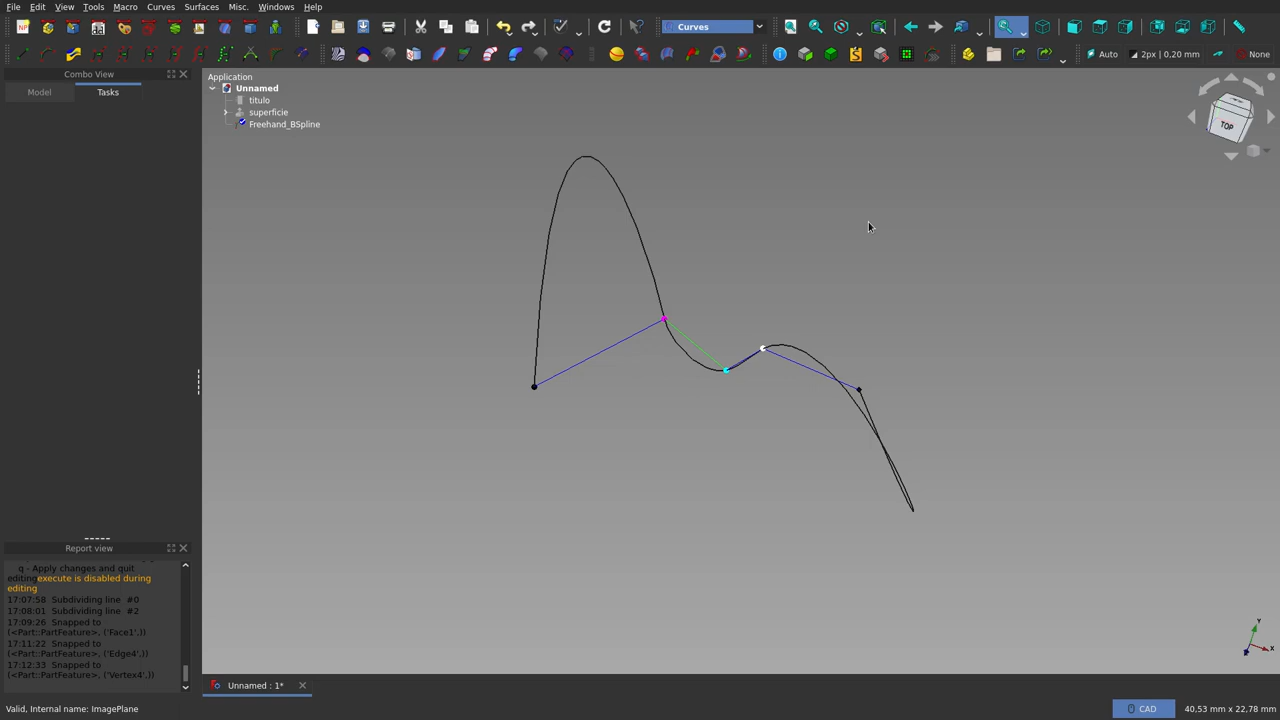 File Edit View Tools Macro Curves Surfaces Misc. Windows Help
Curves
Auto 2px | 0,20 mm None
Combo View
Model Tasks
Application
Unnamed
titulo
superficie
Freehand_BSpline
TOP
Report view
q - Apply changes and quit
editingexecute is disabled during
editing
17:07:58 Subdividing line #0
17:08:01 Subdividing line #2
17:09:26 Snapped to
(<Part::PartFeature>, ('Face1',))
17:11:22 Snapped to
(<Part::PartFeature>, ('Edge4',))
17:12:33 Snapped to
(<Part::PartFeature>, ('Vertex4',))
Y
X
Unnamed : 1*
Valid, Internal name: ImagePlane
CAD 40,53 mm x 22,78 mm